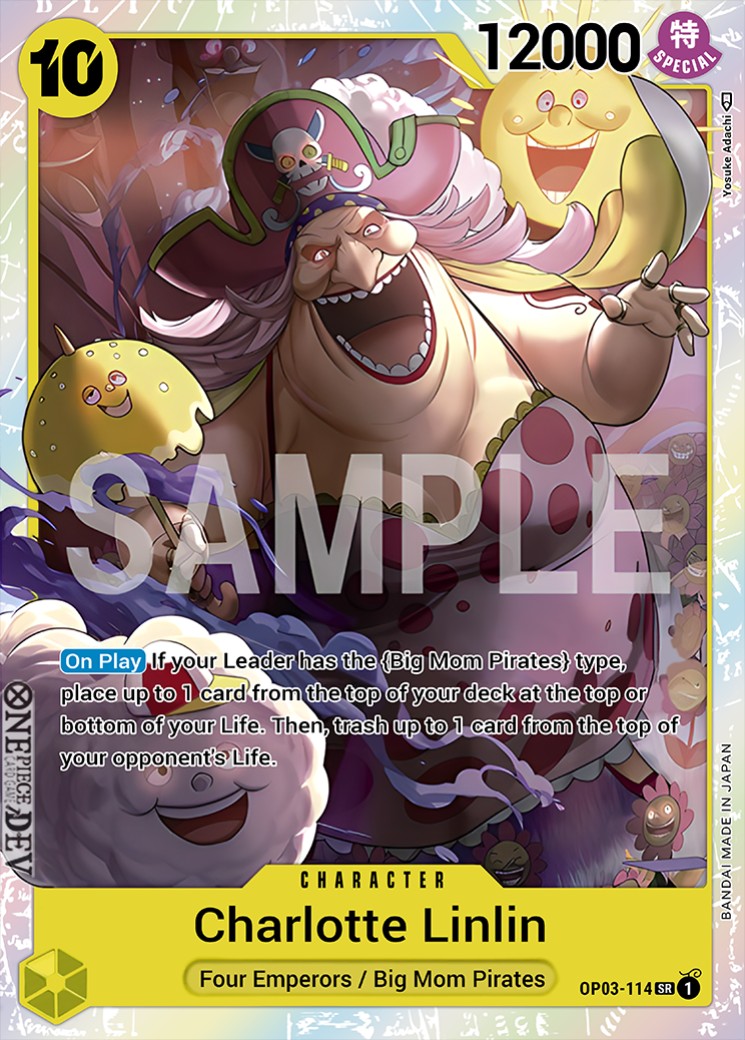 10
12000
特
SPECIAL
Yosuke Adachi
SAMPLE
On Play If your Leader has the {Big Mom Pirates} type,
place up to 1 card from the top of your deck at the top or
bottom of your Life. Then, trash up to 1 card from the top of
your opponent's Life.
ONE PIECE DEV
BANDAI MADE IN JAPAN
CHARACTER
Charlotte Linlin
Four Emperors / Big Mom Pirates
OP03-114 SR 1